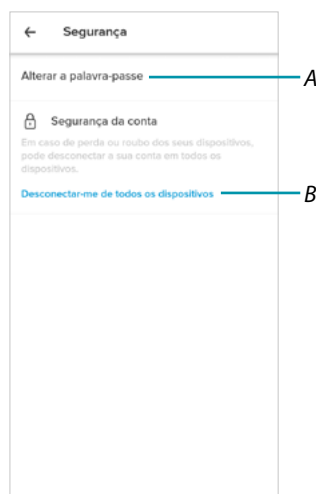 ← Segurança
Alterar a palavra-passe
A
Segurança da conta
Em caso de perda ou roubo dos seus dispositivos,
pode desconectar a sua conta em todos os
dispositivos.
Desconectar-me de todos os dispositivos
B